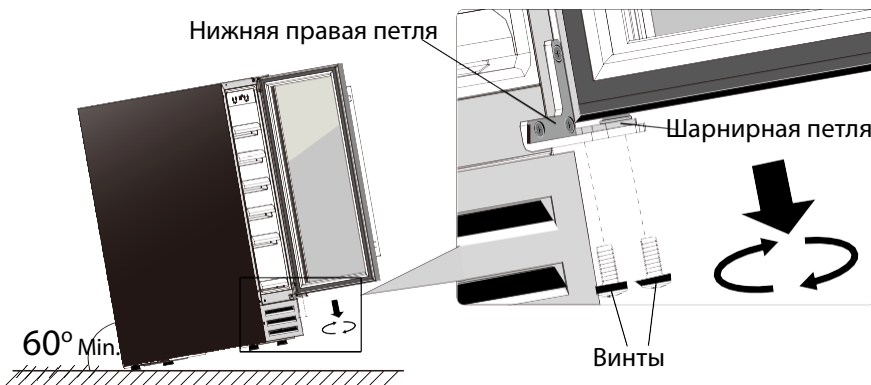 Нижняя правая петля
Шарнирная петля
60° Min.
Винты